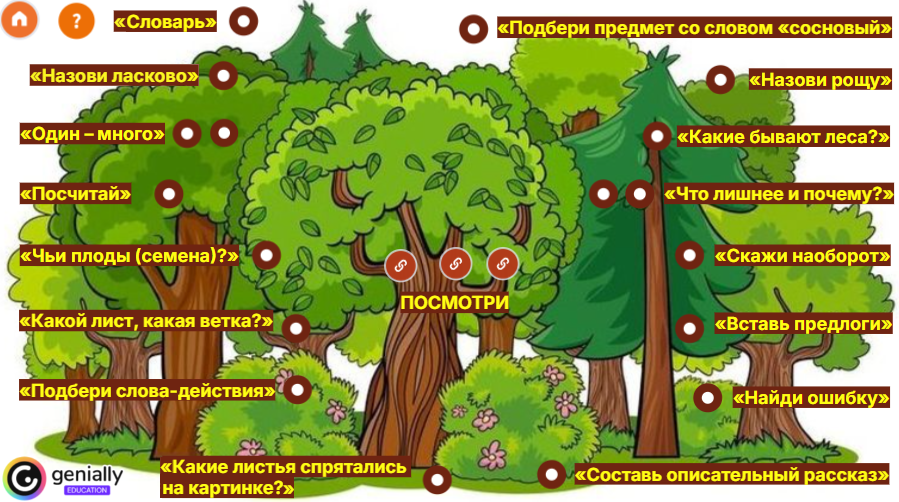 ?
«Словарь»
«Подбери предмет со словом «сосновый»
«Назови ласково»
«Назови рощу»
«Один – много»
«Какие бывают леса?»
«Посчитай»
«Что лишнее и почему?»
«Чьи плоды (семена)?»
«Скажи наоборот»
ПОСМОТРИ
«Какой лист, какая ветка?»
«Вставь предлоги»
«Подбери слова-действия»
«Найди ошибку»
«Какие листья спрятались
на картинке?»
«Составь описательный рассказ»
genially
EDUCATION